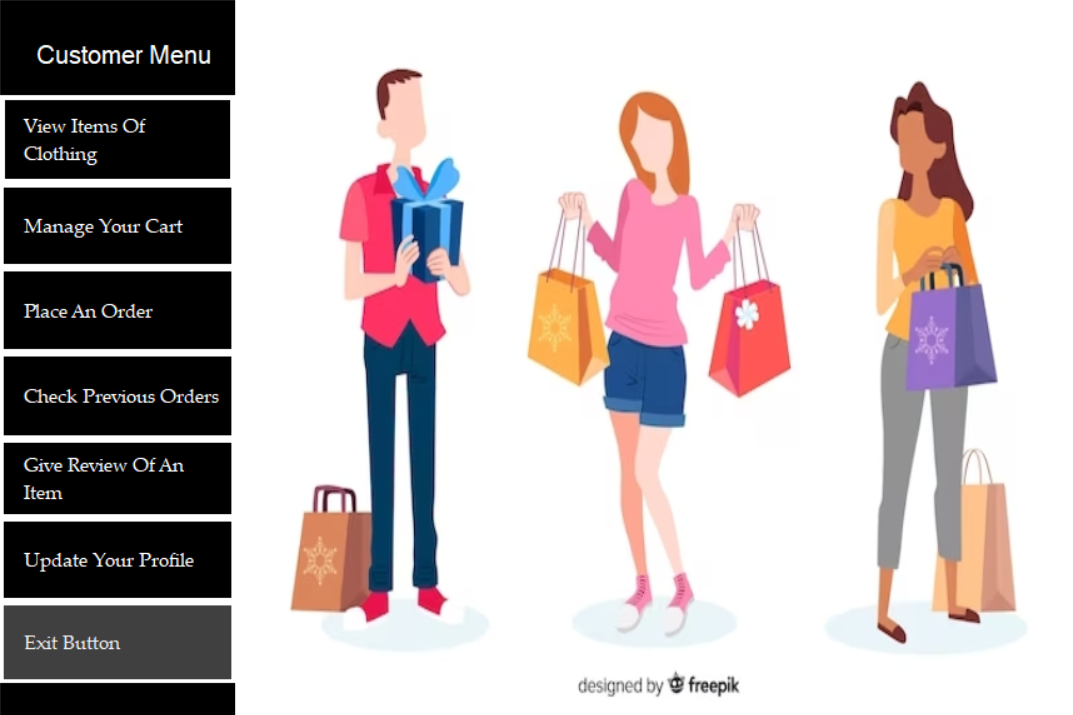 Customer Menu
View Items Of
Clothing
Manage Your Cart
Place An Order
Check Previous Orders
Give Review Of An
Item
Update Your Profile
Exit Button
designed by freepik